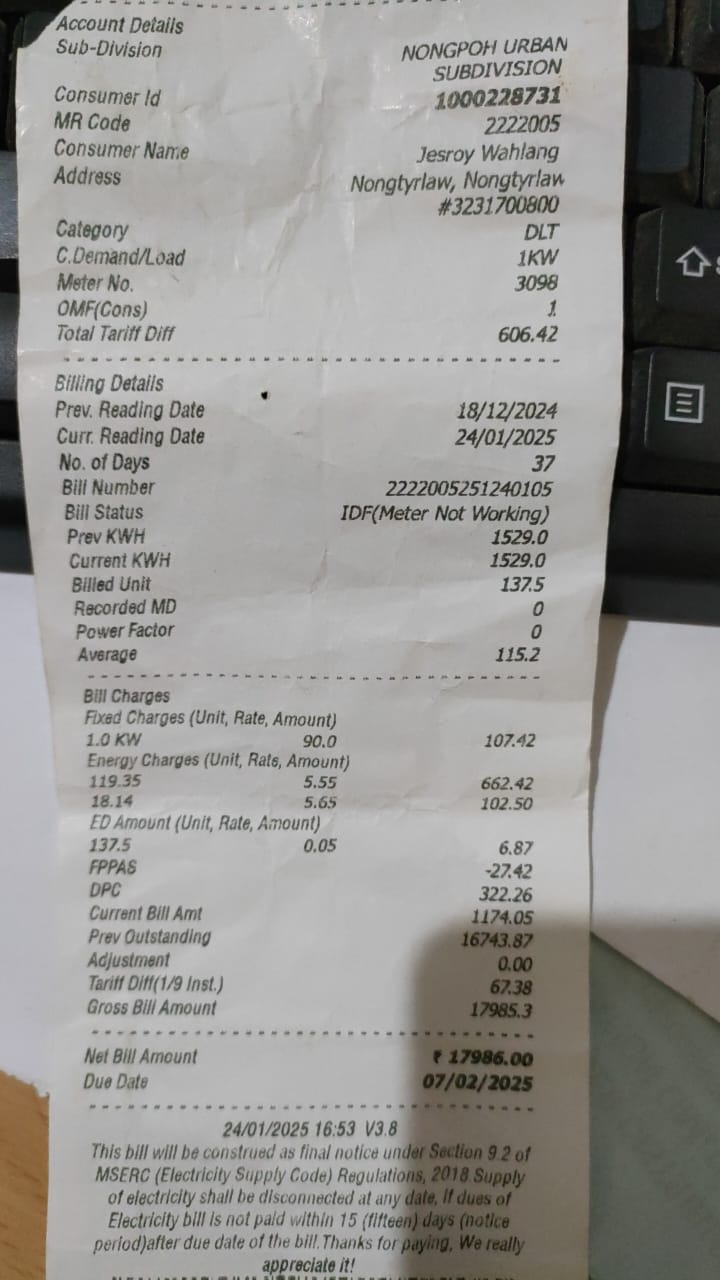 Account Details
Sub-Division NONGPOH URBAN
SUBDIVISION
Consumer Id 1000228731
MR Code 2222005
Consumer Name Jesroy Wahlang
Address Nongtyrlaw, Nongtyrlaw
#3231700800
Category DLT
C.Demand/Load 1KW
Meter No. 3098
OMF(Cons) 1
Total Tariff Diff 606.42
Billing Details
Prev. Reading Date 18/12/2024
Curr. Reading Date 24/01/2025
No. of Days 37
Bill Number 2222005251240105
Bill Status IDF(Meter Not Working)
Prev KWH 1529.0
Current KWH 1529.0
Billed Unit 137.5
Recorded MD 0
Power Factor 0
Average 115.2
Bill Charges
Fixed Charges (Unit, Rate, Amount)
1.0 KW 90.0 107.42
Energy Charges (Unit, Rate, Amount)
119.35 5.55 662.42
18.14 5.65 102.50
ED Amount (Unit, Rate, Amount)
137.5 0.05 6.87
FPPAS -27.42
DPC 322.26
Current Bill Amt 1174.05
Prev Outstanding 16743.87
Adjustment 0.00
Tariff Diff(1/9 Inst.) 67.38
Gross Bill Amount 17985.3
Net Bill Amount ₹ 17986.00
Due Date 07/02/2025
24/01/2025 16:53 V3.8
This bill will be construed as final notice under Section 9.2 of
MSERC (Electricity Supply Code) Regulations, 2018.Supply
of electricity shall be disconnected at any date, If dues of
Electricity bill is not paid within 15 (fifteen) days (notice
period)after due date of the bill.Thanks for paying, We really
appreciate it!